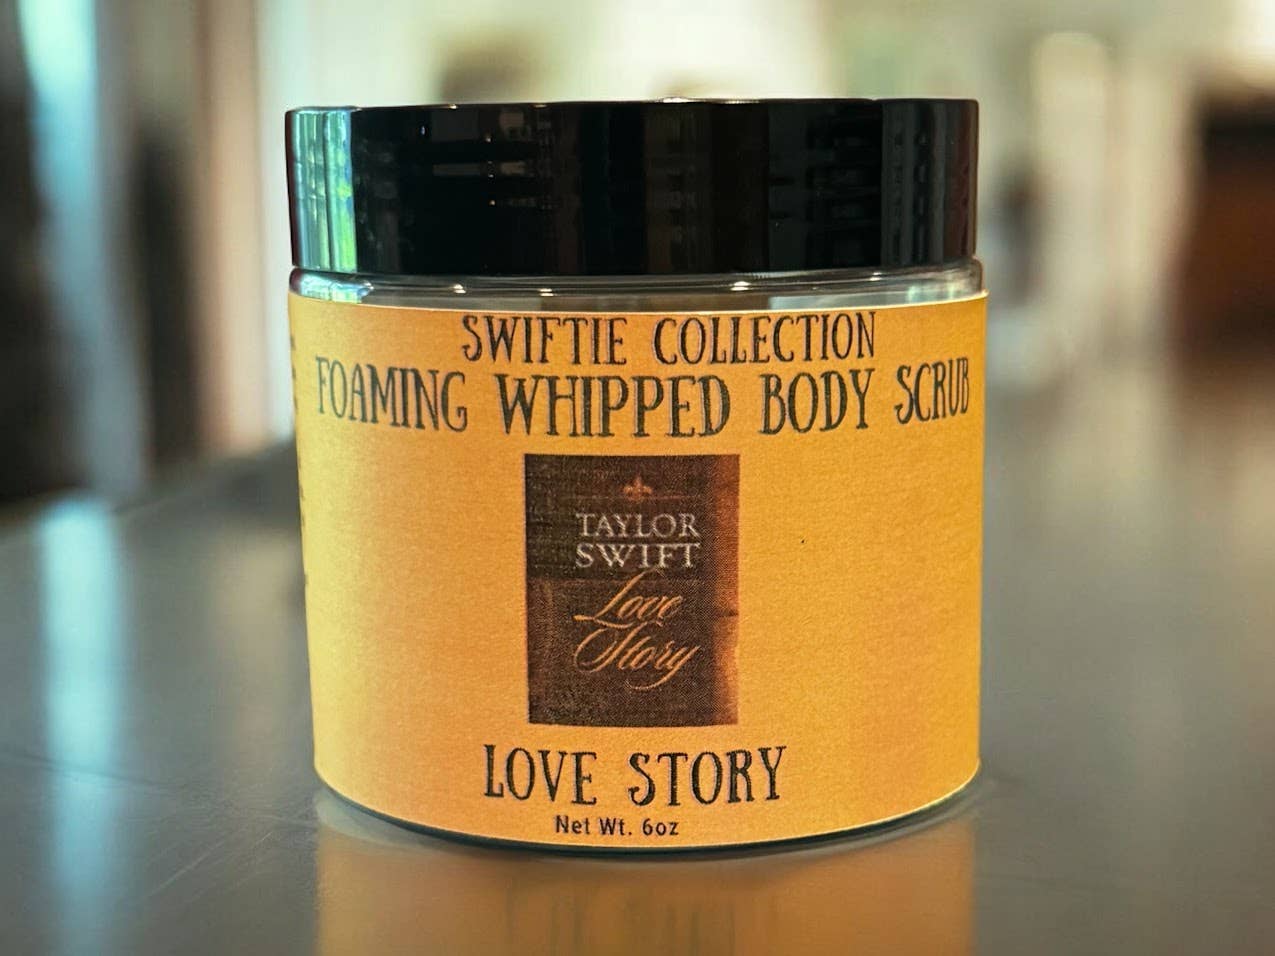 SWIFTIE COLLECTION
FOAMING WHIPPED BODY SCRUB
TAYLOR
SWIFT
Love
Story
LOVE STORY
Net Wt. 6oz